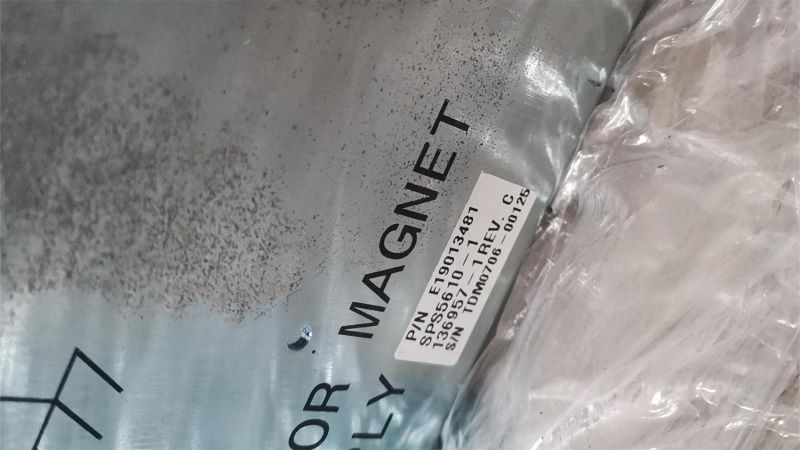 MAGNET
OR
LY
P/N E19013481
SPS5610-1
136957-1 REV. C
S/N TDM0706-00125